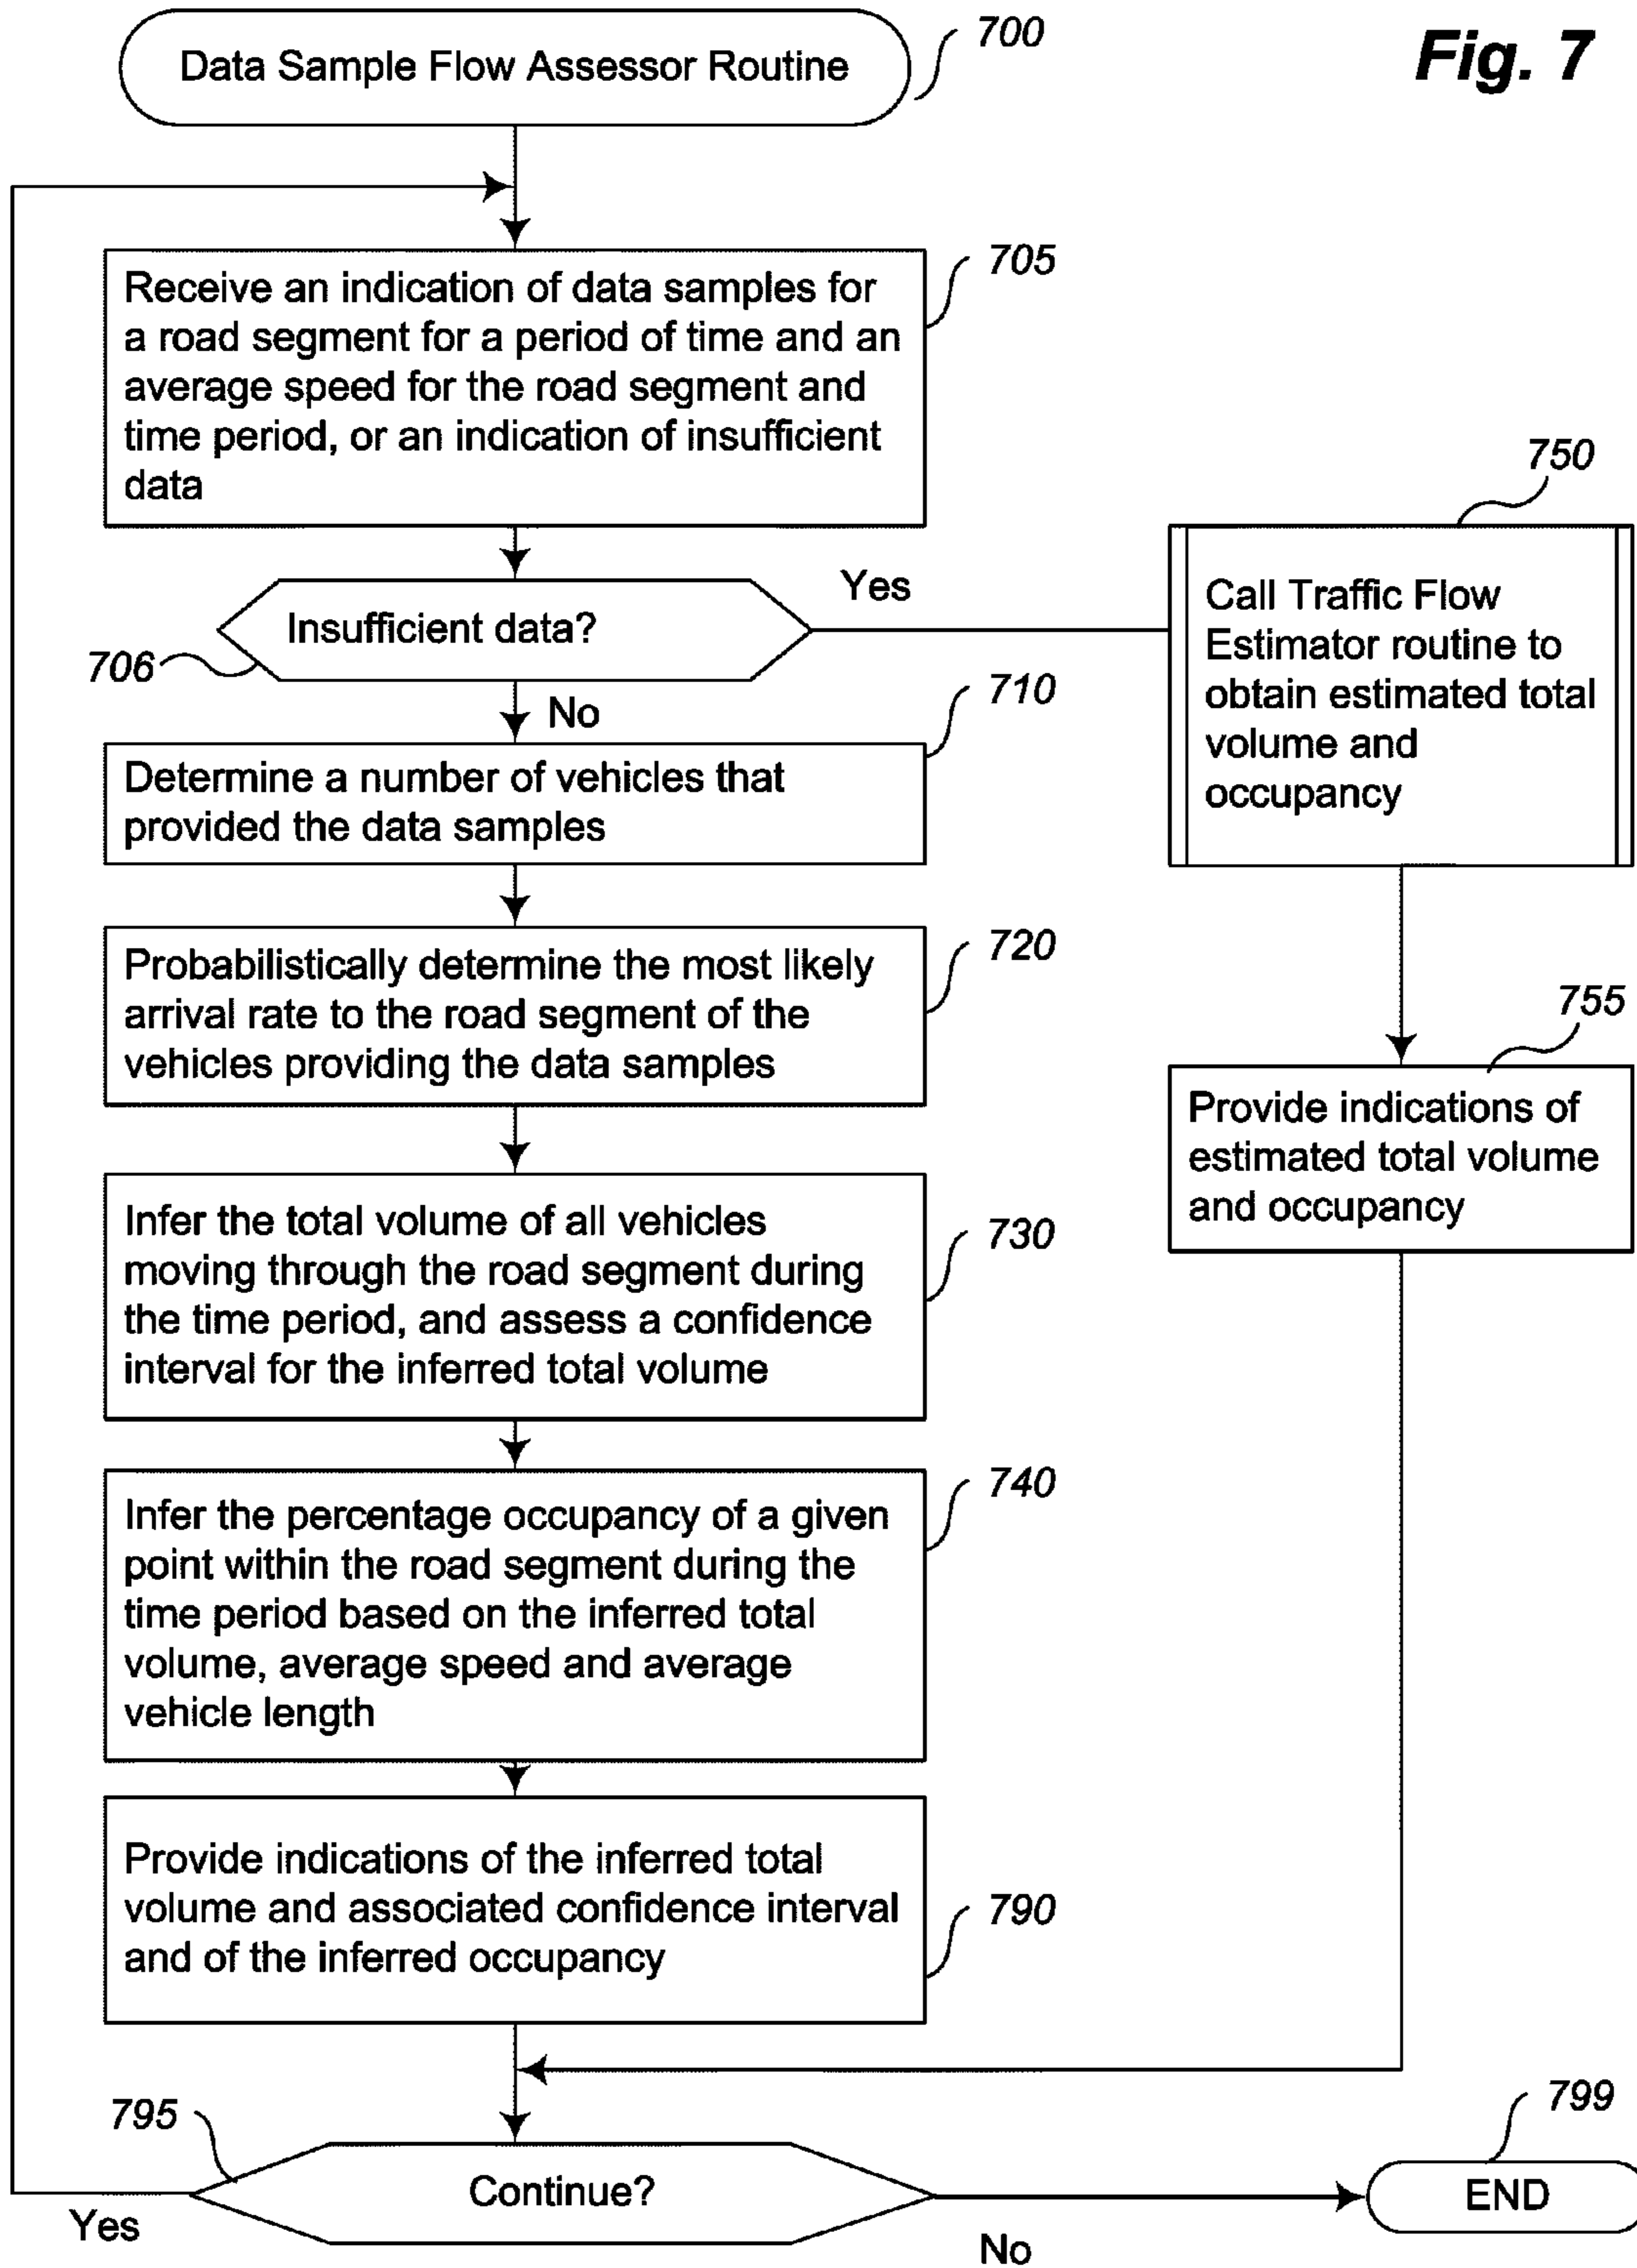 Fig. 7
Data Sample Flow Assessor Routine
700
Receive an indication of data samples for
a road segment for a period of time and an
average speed for the road segment and
time period, or an indication of insufficient
data
705
Insufficient data?
706
Yes
No
750
Call Traffic Flow
Estimator routine to
obtain estimated total
volume and
occupancy
710
Determine a number of vehicles that
provided the data samples
720
Probabilistically determine the most likely
arrival rate to the road segment of the
vehicles providing the data samples
755
Provide indications of
estimated total volume
and occupancy
730
Infer the total volume of all vehicles
moving through the road segment during
the time period, and assess a confidence
interval for the inferred total volume
740
Infer the percentage occupancy of a given
point within the road segment during the
time period based on the inferred total
volume, average speed and average
vehicle length
Provide indications of the inferred total
volume and associated confidence interval
and of the inferred occupancy
790
795
Continue?
Yes
No
799
END